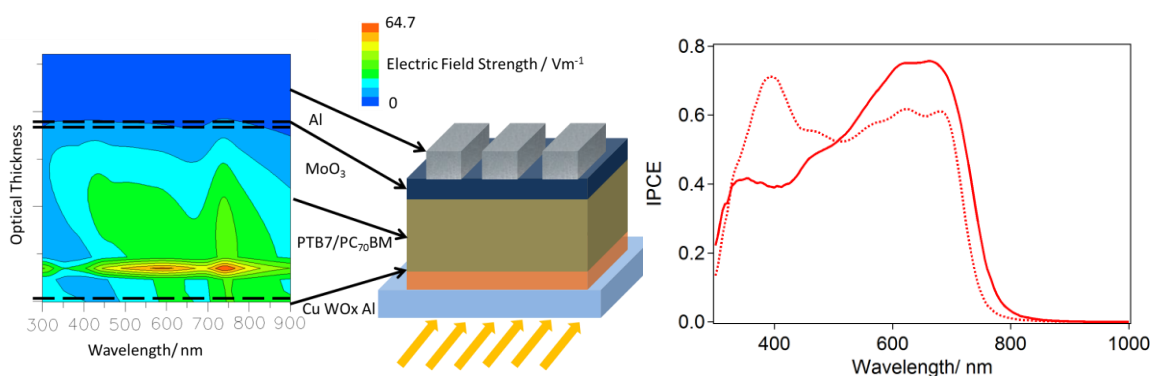 64.7
Electric Field Strength / Vm⁻¹
0
Optical Thickness
300 400 500 600 700 800 900
Wavelength/ nm
Al
MoO₃
PTB7/PC₇₀BM
Cu WOx Al
IPCE
0.8
0.6
0.4
0.2
0.0
400 600 800 1000
Wavelength/ nm